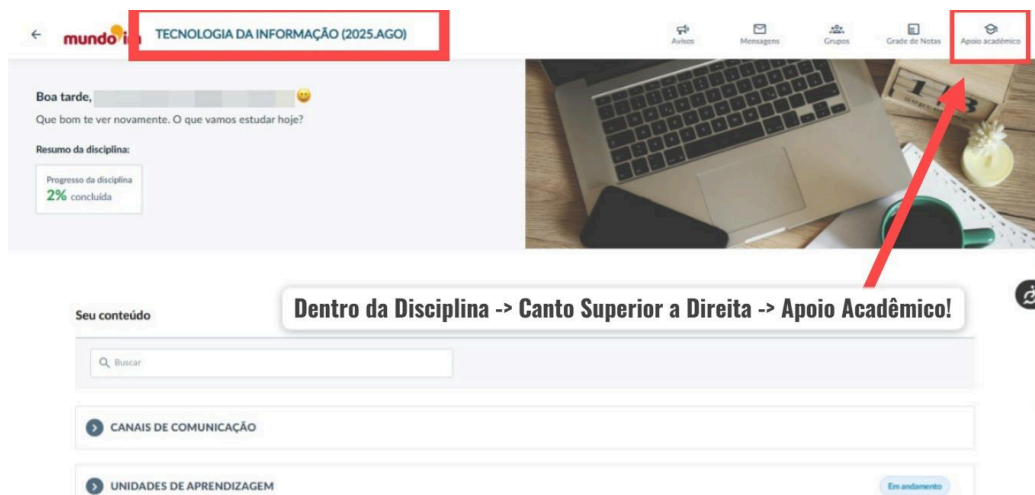 mundo
TECNOLOGIA DA INFORMAÇÃO (2025.AGO)
Avisos
Mensagens
Grupos
Grade de Notas
Apoio acadêmico
Boa tarde,
Que bom te ver novamente. O que vamos estudar hoje?
Resumo da disciplina:
Progresso da disciplina
2% concluída
Dentro da Disciplina -> Canto Superior a Direita -> Apoio Acadêmico!
Seu conteúdo
Buscar
CANAIS DE COMUNICAÇÃO
UNIDADES DE APRENDIZAGEM
Em andamento